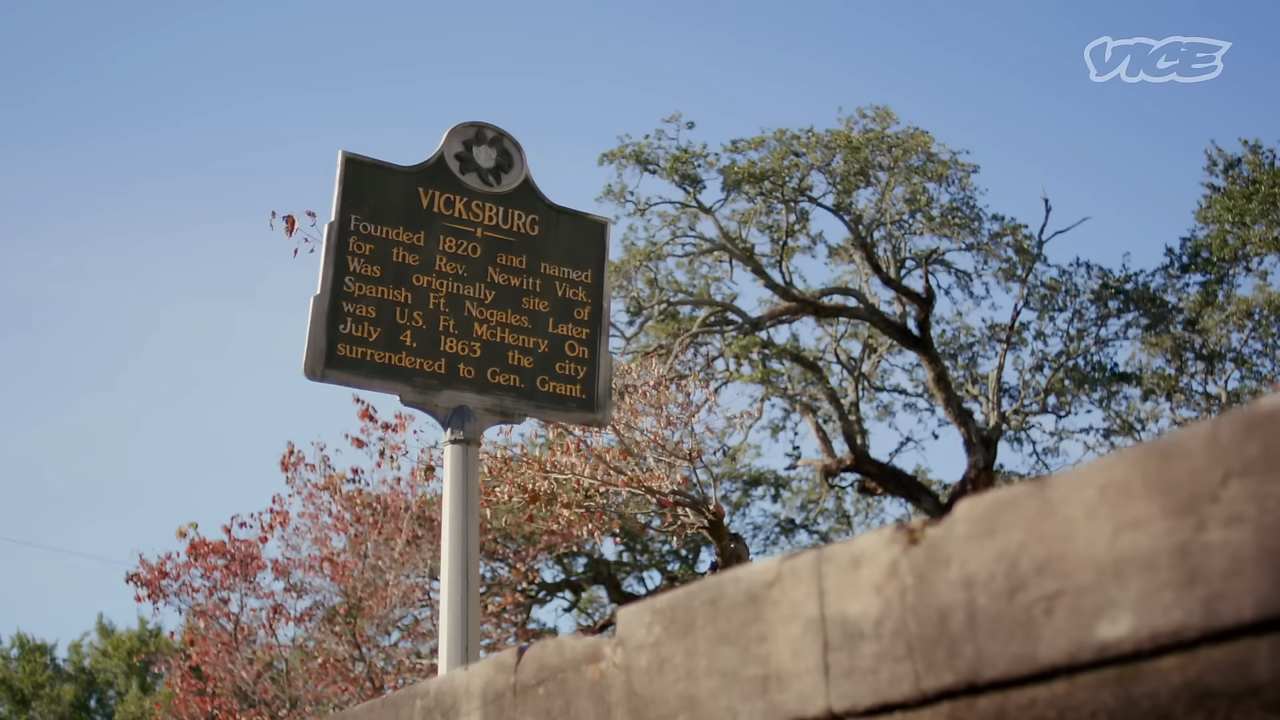 VICE
VICKSBURG
Founded 1820 and named
for the Rev. Newitt Vick.
Was originally site of
Spanish Ft. Nogales. Later
was U.S. Ft. McHenry. On
July 4, 1863 the city
surrendered to Gen. Grant.